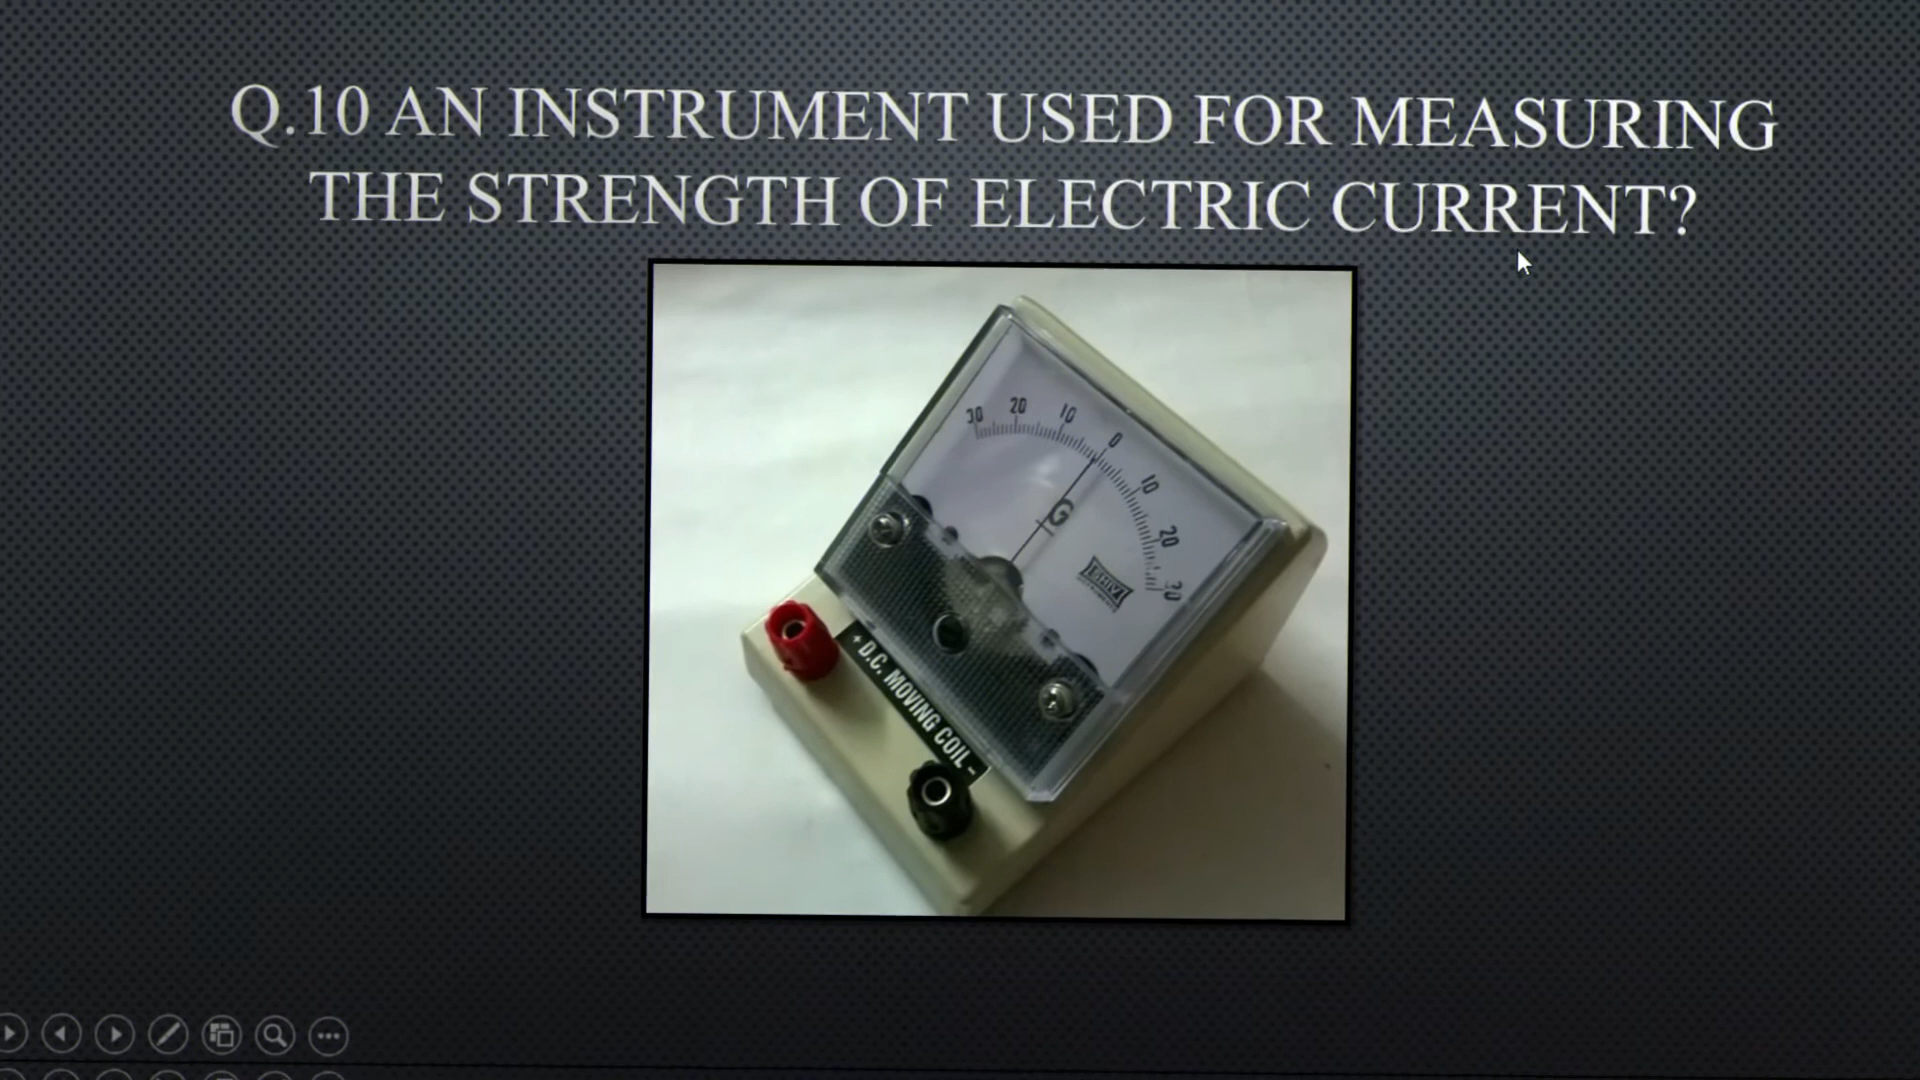 Q.10 AN INSTRUMENT USED FOR MEASURING
THE STRENGTH OF ELECTRIC CURRENT?
30 20 10 0 10 20 30
G
SHIV
+ D.C. MOVING COIL -